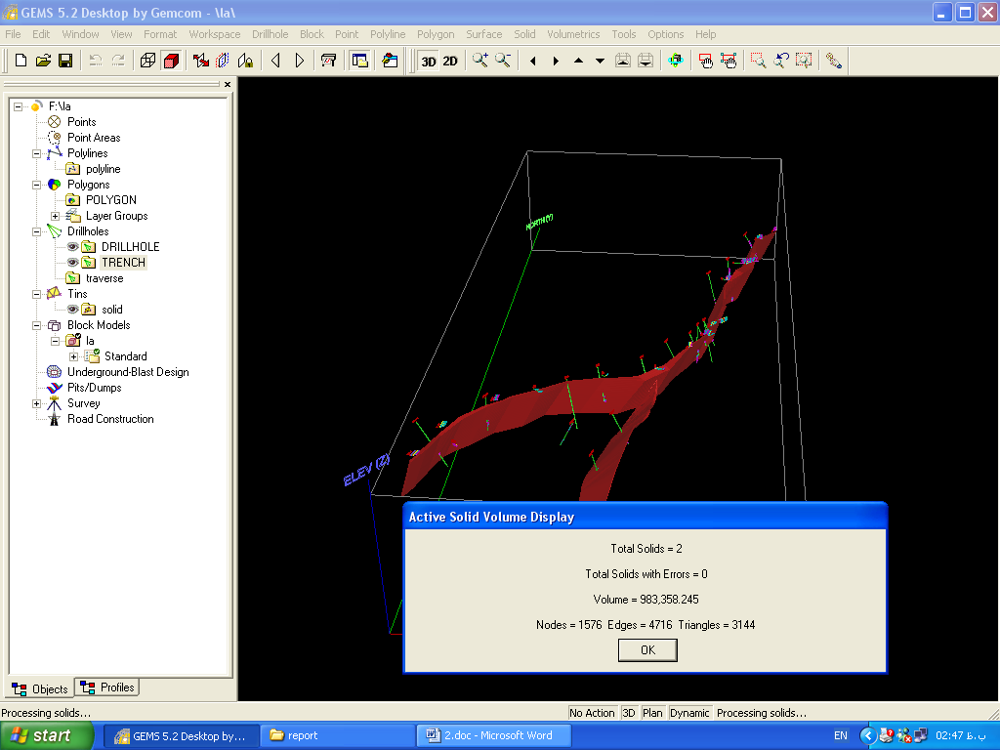 GEMS 5.2 Desktop by Gemcom - \la\
File Edit Window View Format Workspace Drillhole Block Point Polyline Polygon Surface Solid Volumetrics Tools Options Help
3D 2D
F:\la
Points
Point Areas
Polylines
polyline
Polygons
POLYGON
Layer Groups
Drillholes
DRILLHOLE
TRENCH
traverse
Tins
solid
Block Models
la
Standard
Underground-Blast Design
Pits/Dumps
Survey
Road Construction
NORTH(Y)
ELEV (Z)
Active Solid Volume Display
Total Solids = 2
Total Solids with Errors = 0
Volume = 983,358.245
Nodes = 1576 Edges = 4716 Triangles = 3144
OK
Objects Profiles
Processing solids... No Action 3D Plan Dynamic Processing solids...
start GEMS 5.2 Desktop by... report 2.doc - Microsoft Word EN 02:47 ب.ظ